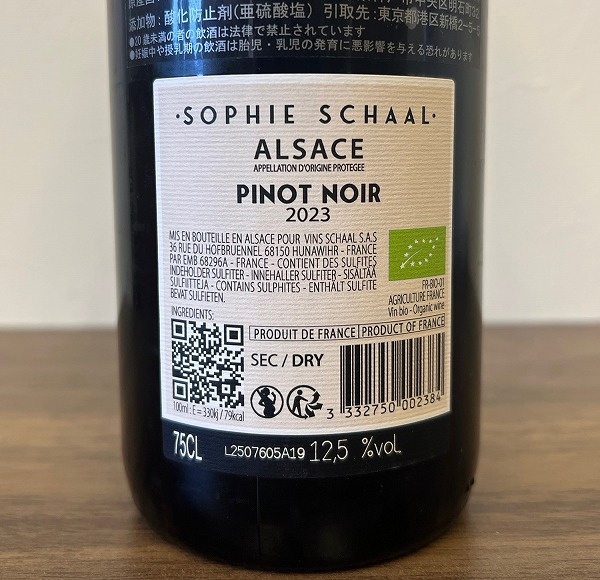 添加物:酸化防止剤(亜硫酸塩) 引取先:東京都港区新橋2-5-5
●20歳未満の者の飲酒は法律で禁止されています
●妊娠中や授乳期の飲酒は胎児・乳児の発育に悪影響を与える恐れがあります
·SOPHIE SCHAAL·
ALSACE
APPELLATION D'ORIGINE PROTEGEE
PINOT NOIR
2023
MIS EN BOUTEILLE EN ALSACE POUR VINS SCHAAL S.A.S
36 RUE DU HOFBRUENNEL 68150 HUNAWIHR - FRANCE
PAR EMB 68296A - FRANCE - CONTIENT DES SULFITES
INDEHOLDER SULFITER - INNEHALLER SULFITER - SISÄLTÄÄ
SULFIITTEJA - CONTAINS SULPHITES - ENTHÄLT SULFITE
BEVAT SULFIETEN.
FR-BIO-01
AGRICULTURE FRANCE
Vin bio - Organic wine
INGREDIENTS:
100ml : E = 330kj / 79kcal
PRODUIT DE FRANCE PRODUCT OF FRANCE
SEC / DRY
3 332750 002384
75CL L2507605A19 12,5 %vol